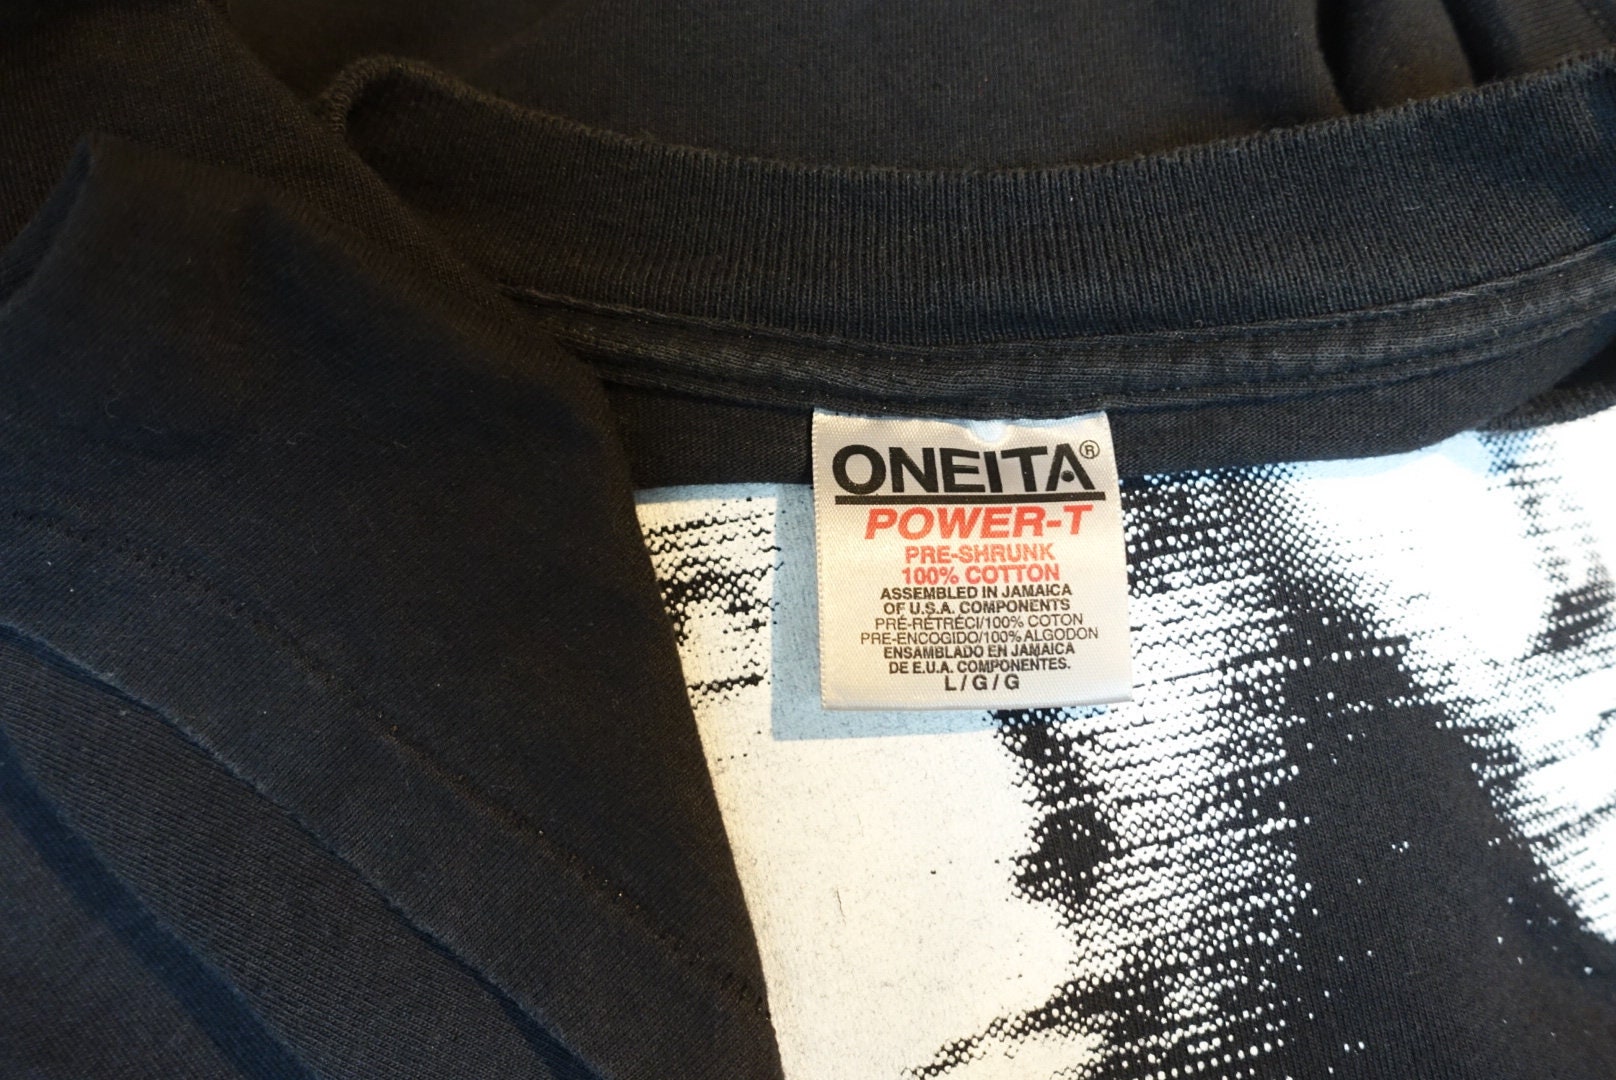 ONEITA®
POWER-T
PRE-SHRUNK
100% COTTON
ASSEMBLED IN JAMAICA
OF U.S.A. COMPONENTS
PRÉ-RÉTRÉCI/100% COTON
PRE-ENCOGIDO/100% ALGODON
ENSAMBLADO EN JAMAICA
DE E.U.A. COMPONENTES.
L / G / G